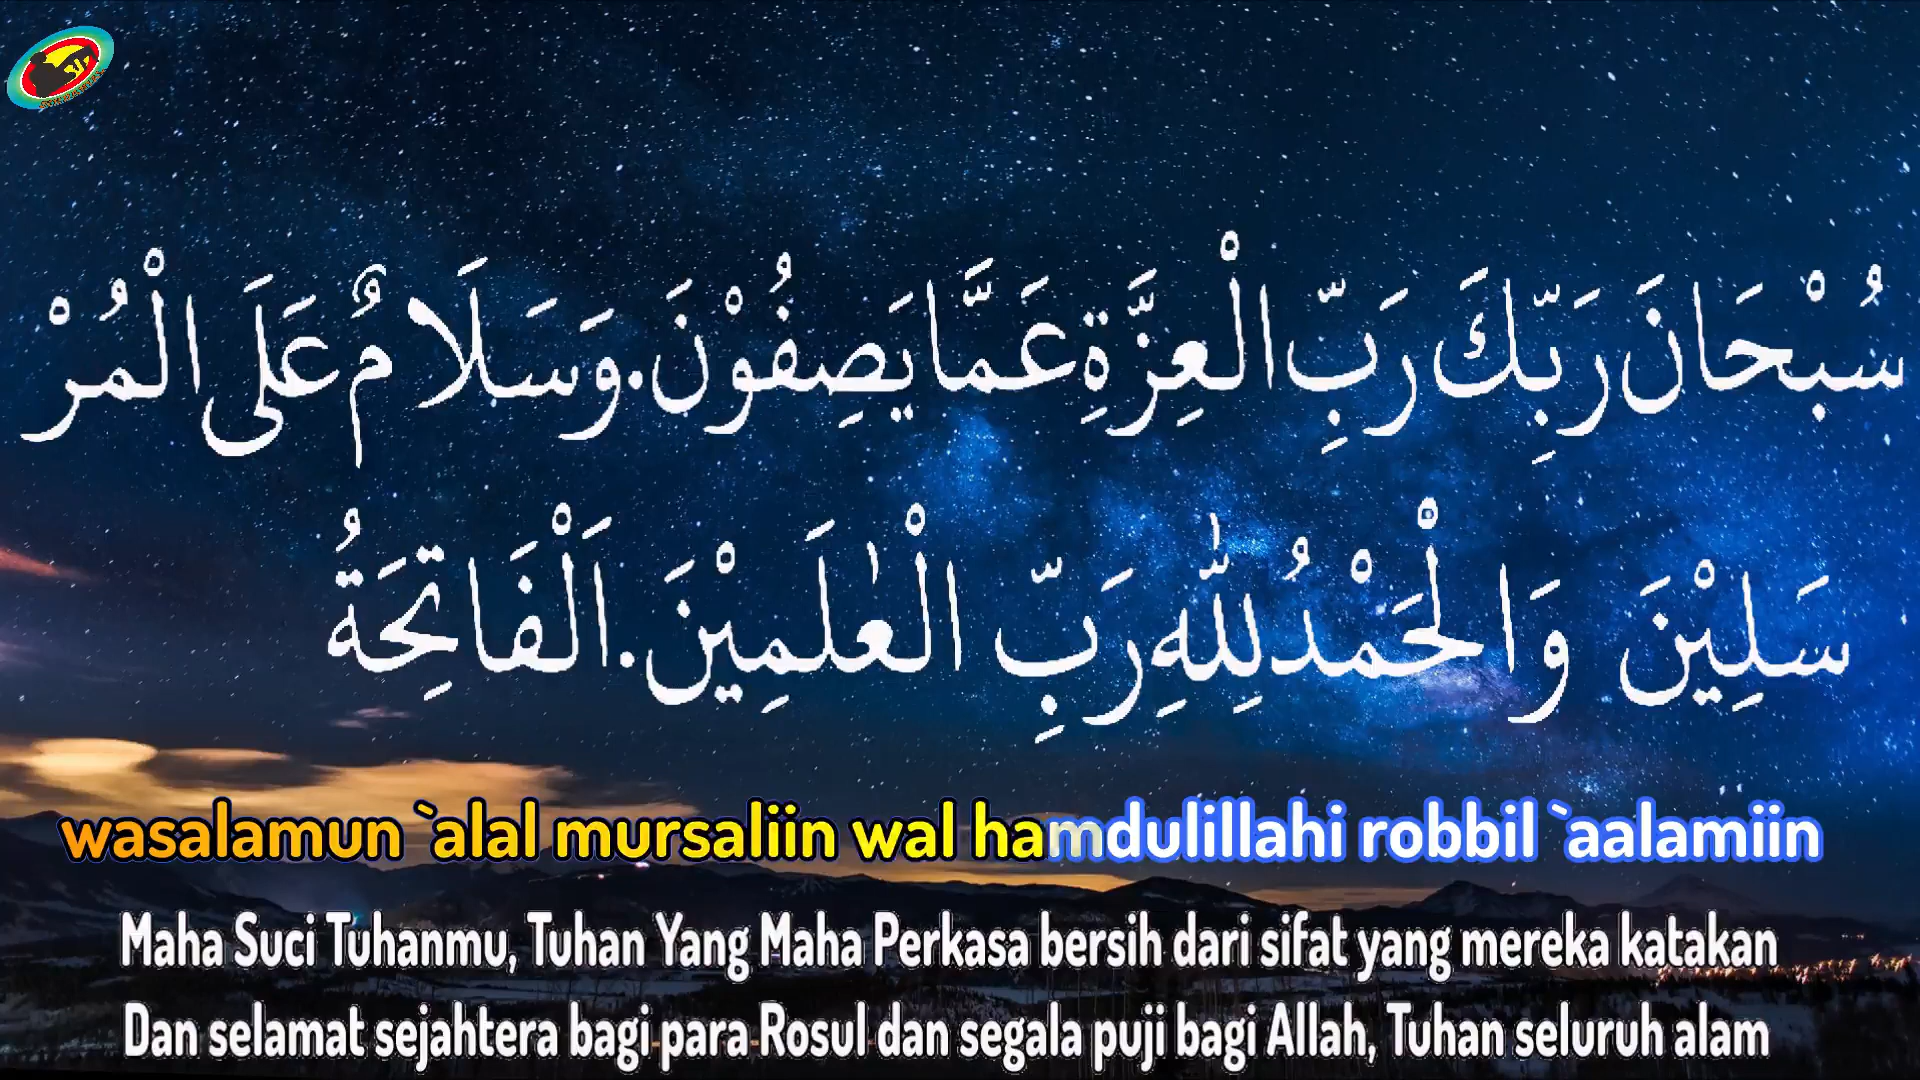 سُبْحَانَ رَبِّكَ رَبِّ الْعِزَّةِ عَمَّا يَصِفُوْنَ. وَسَلَامٌ عَلَى الْمُرْ
سَلِيْنَ وَالْحَمْدُ لِلّٰهِ رَبِّ الْعٰلَمِيْنَ. اَلْفَاتِحَةُ
wasalamun `alal mursaliin wal hamdulillahi robbil `aalamiin
Maha Suci Tuhanmu, Tuhan Yang Maha Perkasa bersih dari sifat yang mereka katakan
Dan selamat sejahtera bagi para Rosul dan segala puji bagi Allah, Tuhan seluruh alam